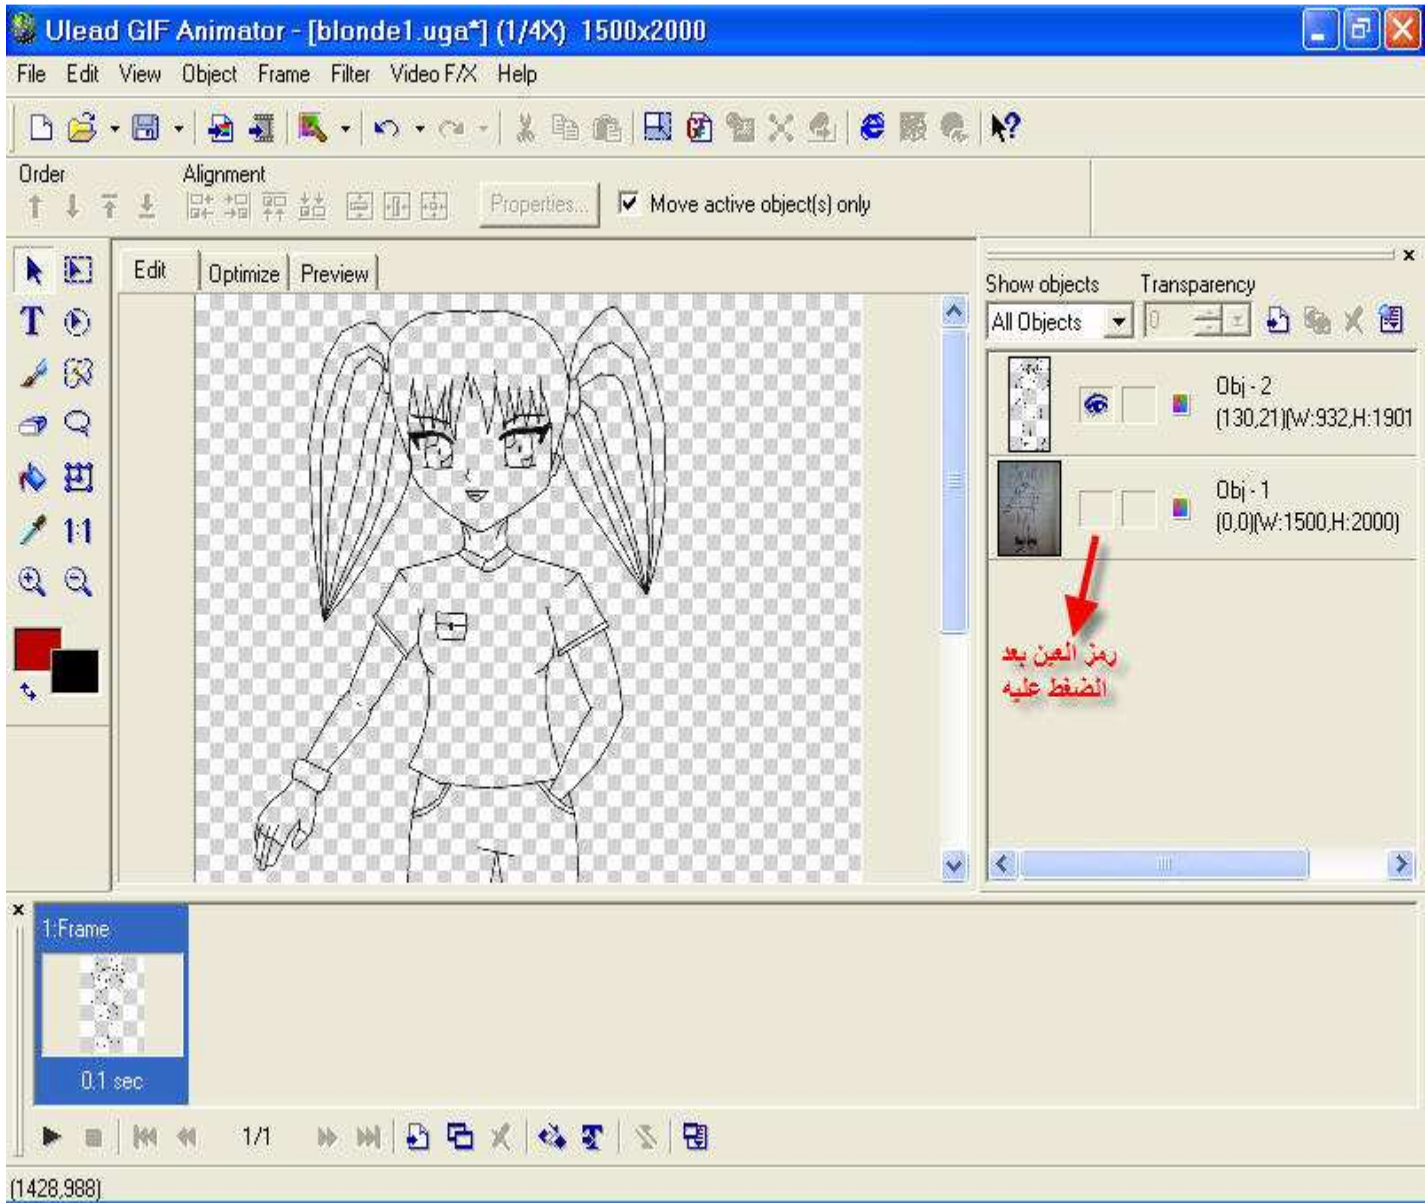 Ulead GIF Animator - [blonde1.uga*] (1/4X) 1500x2000
File Edit View Object Frame Filter Video F/X Help
Order Alignment
Properties... Move active object(s) only
Edit Optimize Preview
Show objects Transparency
All Objects 0
Obj - 2
(130,21)(W:932,H:1901
Obj - 1
(0,0)(W:1500,H:2000)
رمز العين بعد
الضغط عليه
T
1:1
1:Frame
0.1 sec
1/1
(1428,988)